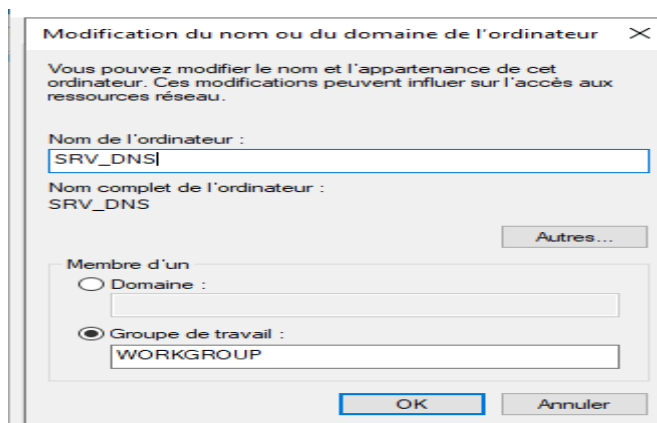 Modification du nom ou du domaine de l'ordinateur
Vous pouvez modifier le nom et l'appartenance de cet
ordinateur. Ces modifications peuvent influer sur l'accès aux
ressources réseau.
Nom de l'ordinateur :
SRV_DNS
Nom complet de l'ordinateur :
SRV_DNS
Autres...
Membre d'un
Domaine :
Groupe de travail :
WORKGROUP
OK
Annuler